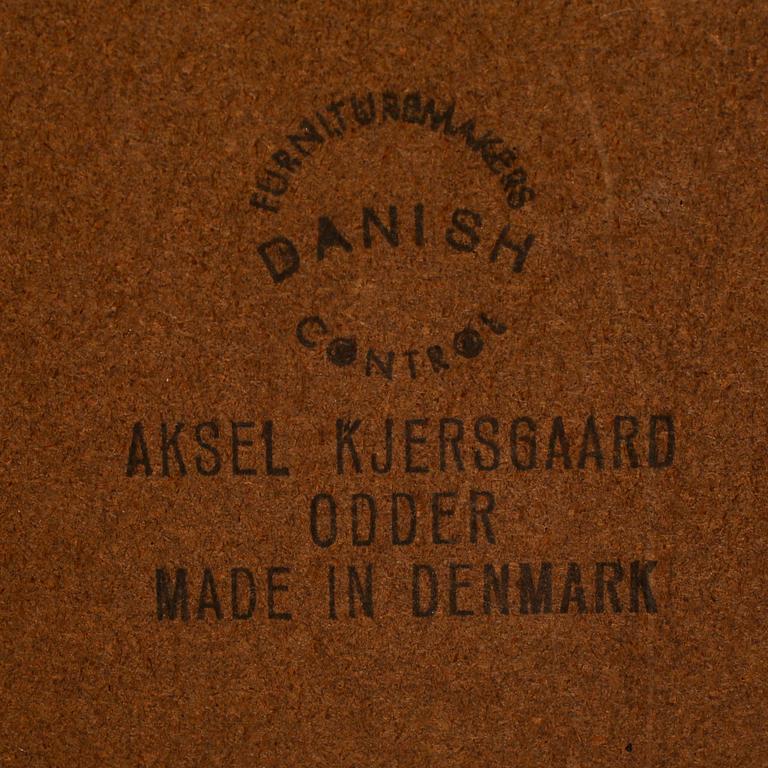 FURNITUREMAKERS
DANISH
CONTROL
AKSEL KJERSGAARD
ODDER
MADE IN DENMARK